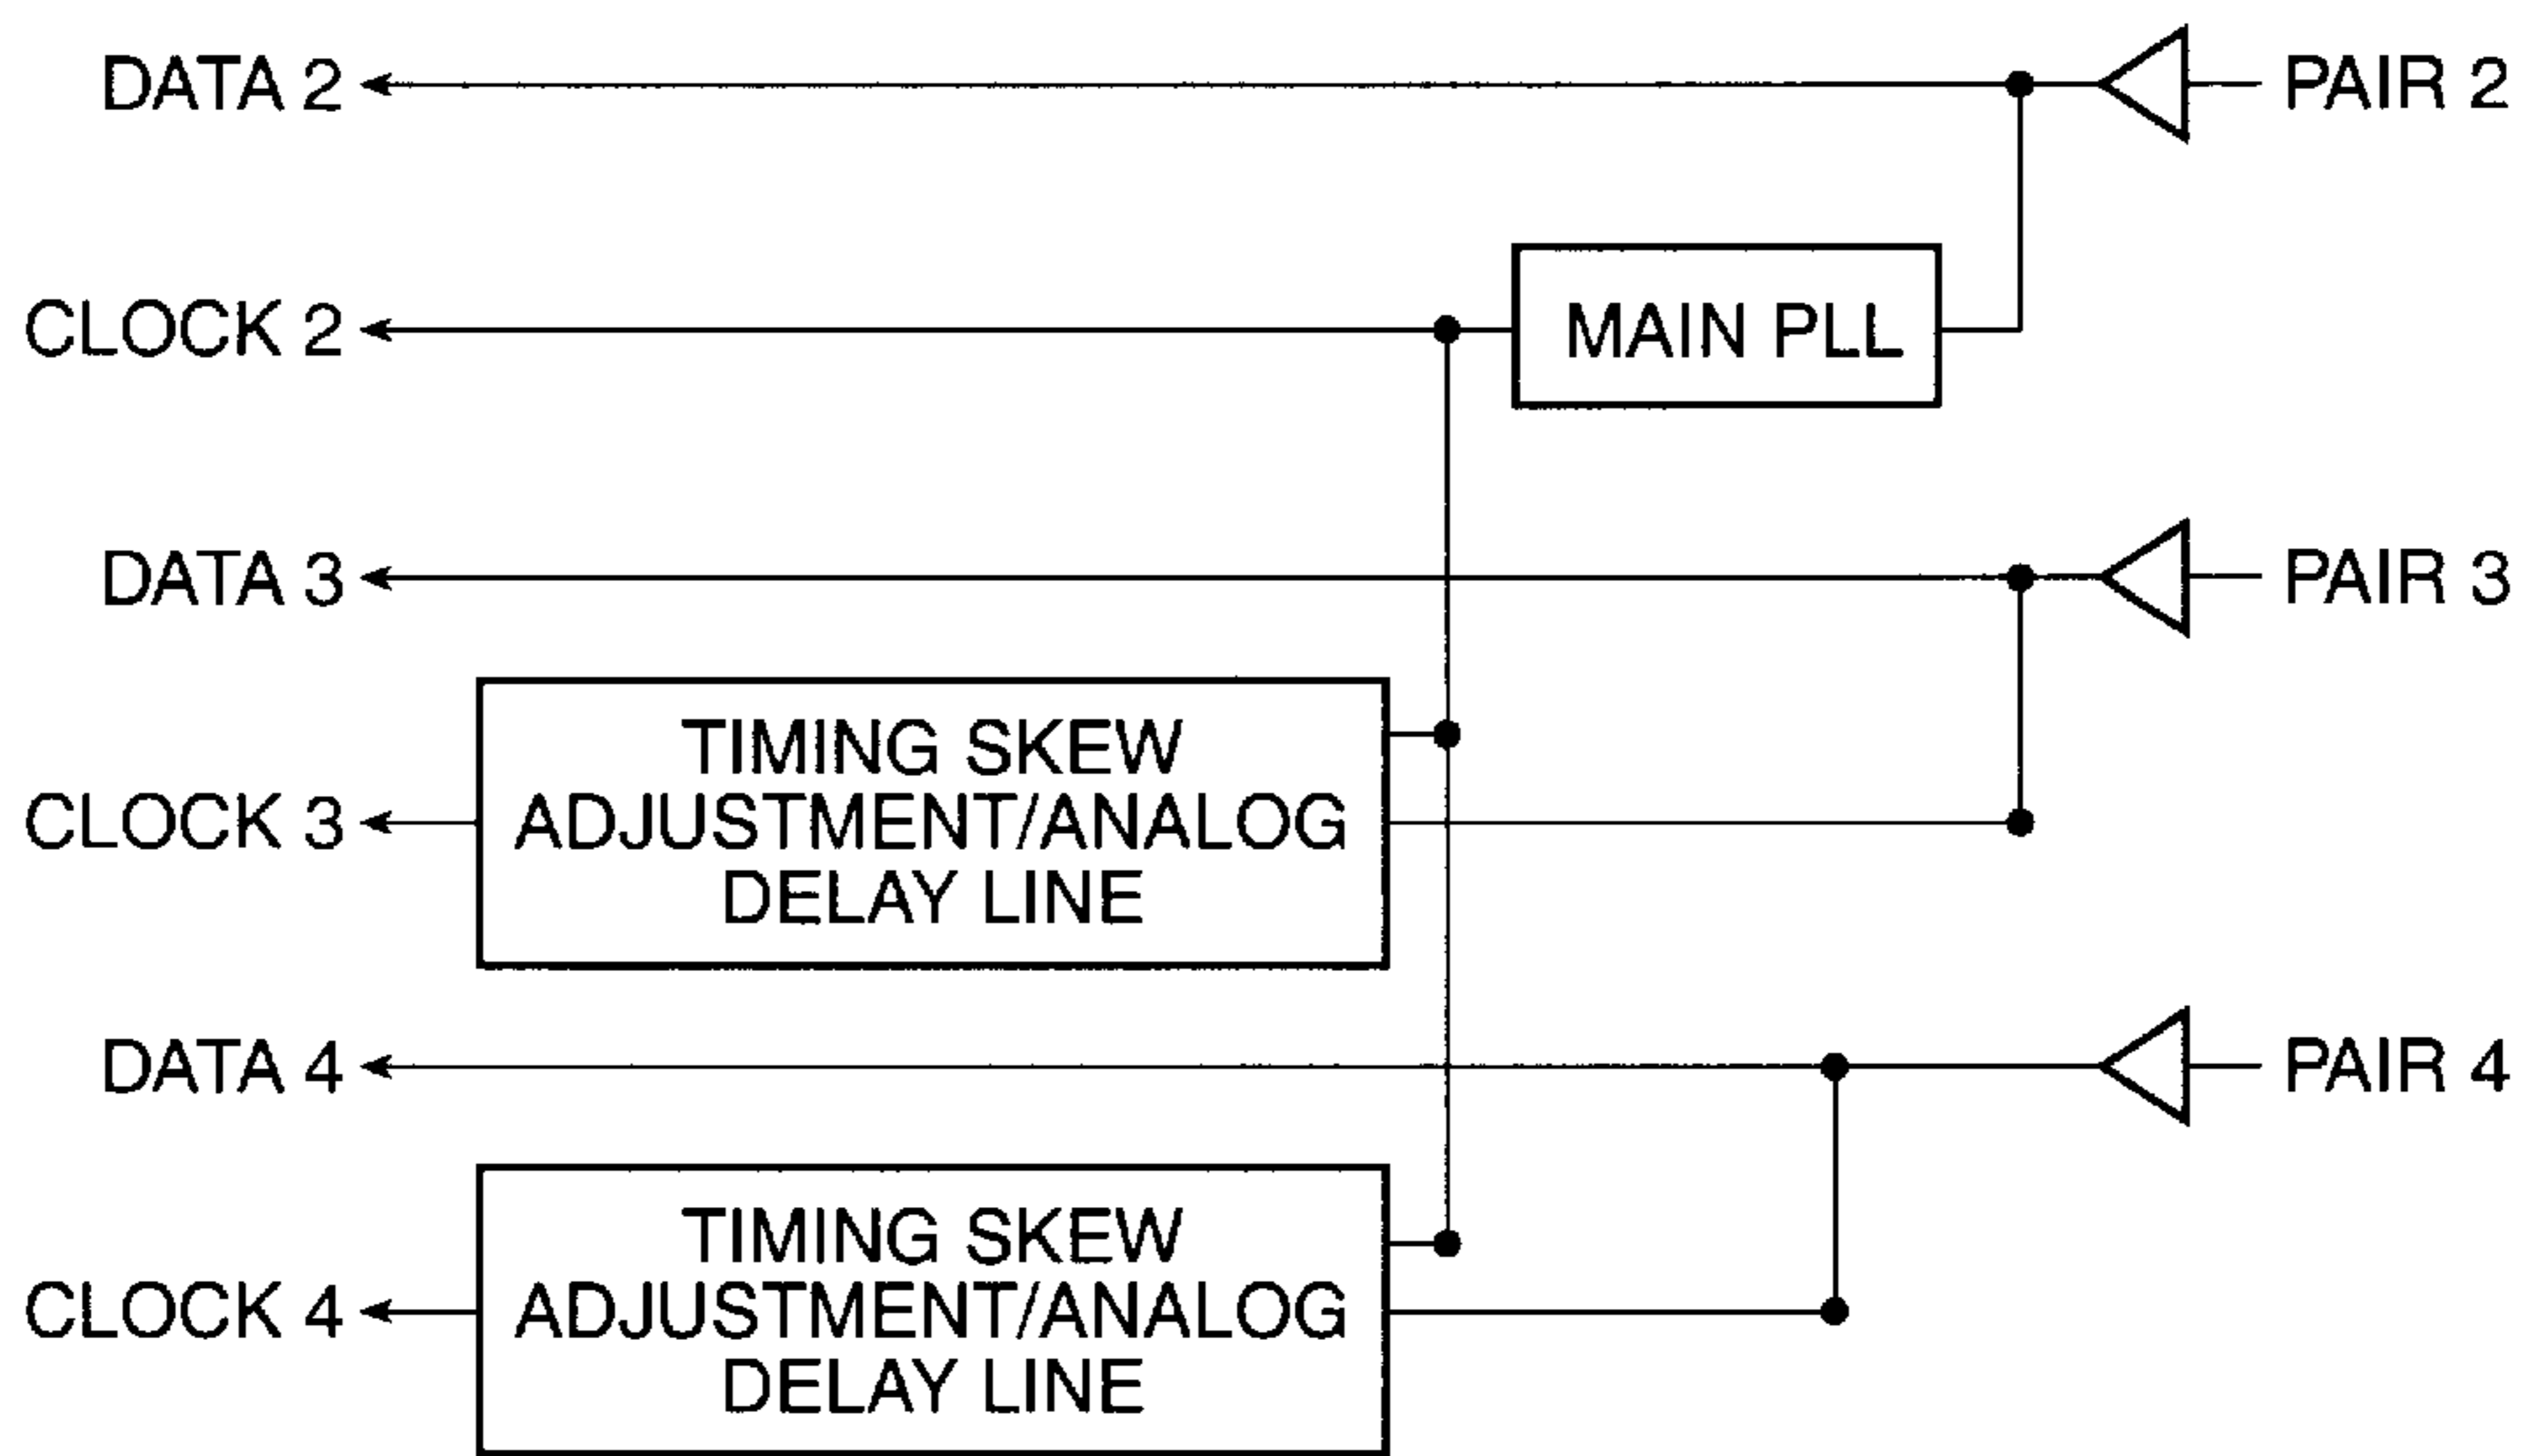 DATA 2
PAIR 2
CLOCK 2
MAIN PLL
DATA 3
PAIR 3
TIMING SKEW
ADJUSTMENT/ANALOG
DELAY LINE
CLOCK 3
DATA 4
PAIR 4
TIMING SKEW
ADJUSTMENT/ANALOG
DELAY LINE
CLOCK 4